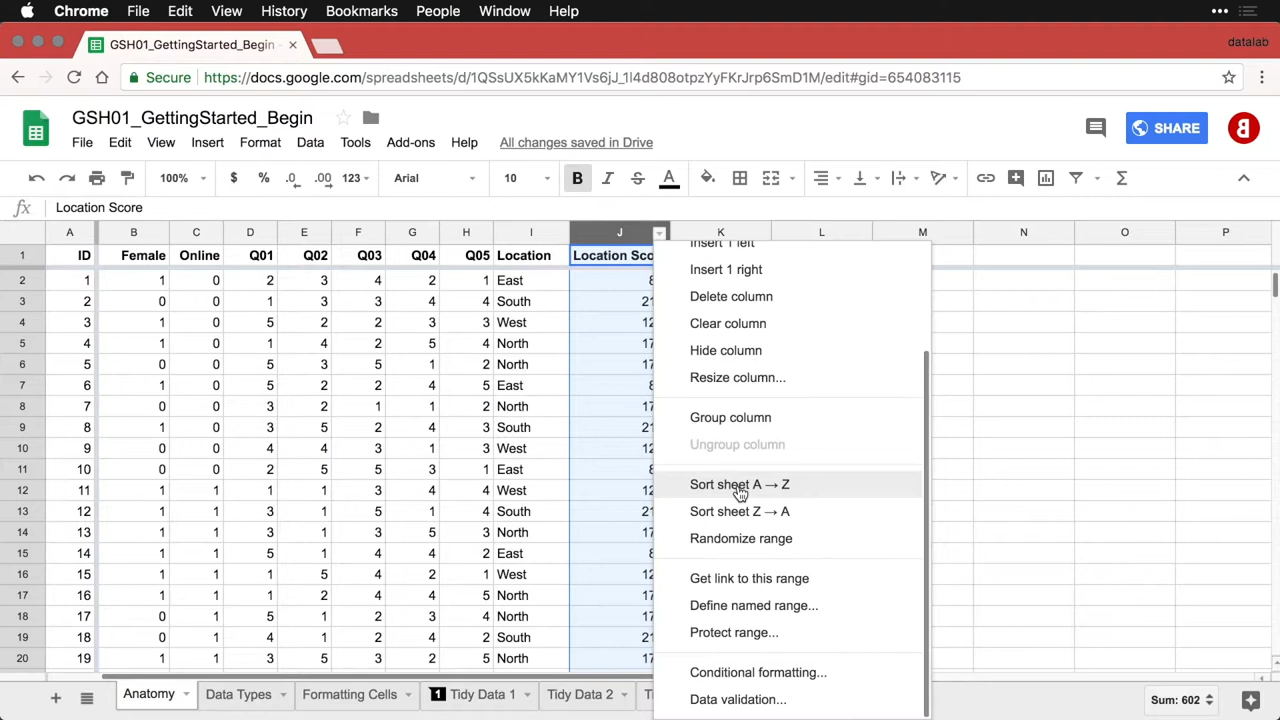 Chrome File Edit View History Bookmarks People Window Help
GSH01_GettingStarted_Begin -
datalab
Secure https://docs.google.com/spreadsheets/d/1QSsUX5kKaMY1Vs6jJ_1l4d808otpzYyFKrJrp6SmD1M/edit#gid=654083115
GSH01_GettingStarted_Begin
SHARE
File Edit View Insert Format Data Tools Add-ons Help All changes saved in Drive
100% $ % .0 .00 123 Arial 10 B I S A Σ
fx Location Score
A B C D E F G H I J K L M N O P
1 ID Female Online Q01 Q02 Q03 Q04 Q05 Location Location Sco
2 1 1 0 2 3 4 2 1 East 8
3 2 0 0 1 3 3 4 4 South 21
4 3 1 0 5 2 2 3 3 West 12
5 4 1 0 1 4 2 5 4 North 17
6 5 0 0 5 3 5 1 2 North 17
7 6 1 0 5 2 2 4 5 East 8
8 7 0 0 3 2 1 1 2 North 17
9 8 1 0 3 5 2 4 3 South 21
10 9 0 0 4 4 3 1 3 West 12
11 10 0 0 2 5 5 3 1 East 8
12 11 1 1 1 1 3 4 4 West 12
13 12 1 1 3 1 5 1 4 South 21
14 13 1 1 3 1 3 5 3 North 17
15 14 1 1 5 1 4 4 2 East 8
16 15 1 1 1 5 4 2 1 West 12
17 16 1 1 1 2 4 4 5 North 17
18 17 0 1 5 1 2 3 4 North 17
19 18 0 1 4 1 2 4 2 South 21
20 19 1 1 3 5 3 2 5 North 17
Insert 1 left
Insert 1 right
Delete column
Clear column
Hide column
Resize column...
Group column
Ungroup column
Sort sheet A → Z
Sort sheet Z → A
Randomize range
Get link to this range
Define named range...
Protect range...
Conditional formatting...
Data validation...
Anatomy Data Types Formatting Cells 1 Tidy Data 1 Tidy Data 2 Sum: 602